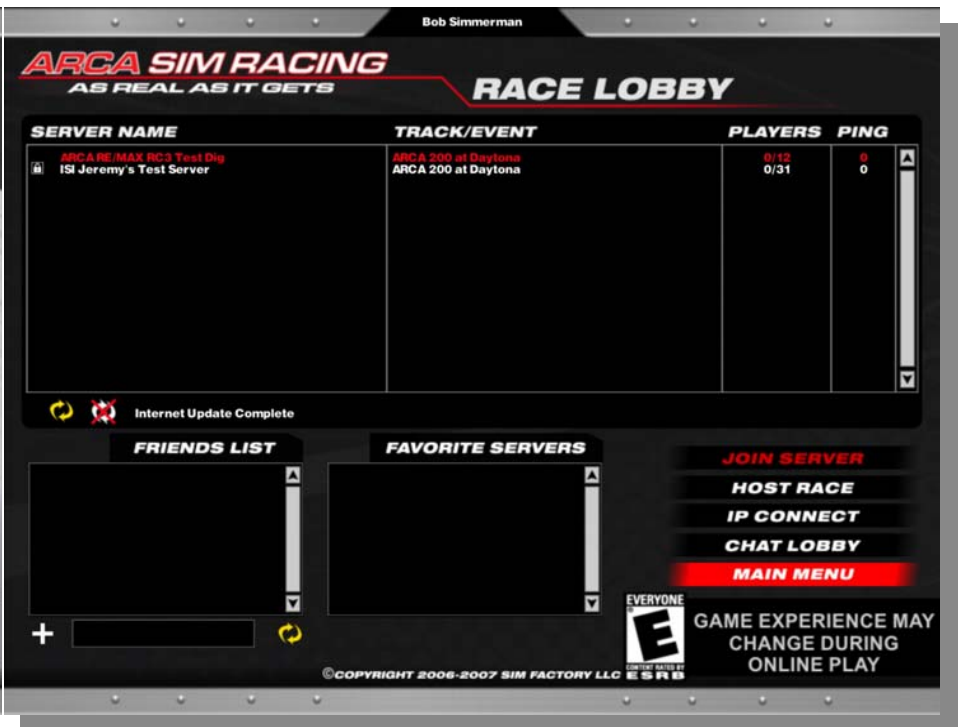 Bob Simmerman
ARCA SIM RACING
AS REAL AS IT GETS
RACE LOBBY
SERVER NAME TRACK/EVENT PLAYERS PING
ARCA RE/MAX RC3 Test Dig ARCA 200 at Daytona 0/12 0
ISI Jeremy's Test Server ARCA 200 at Daytona 0/31 0
Internet Update Complete
FRIENDS LIST FAVORITE SERVERS
JOIN SERVER
HOST RACE
IP CONNECT
CHAT LOBBY
MAIN MENU
EVERYONE
E
CONTENT RATED BY
ESRB
GAME EXPERIENCE MAY
CHANGE DURING
ONLINE PLAY
©COPYRIGHT 2006-2007 SIM FACTORY LLC